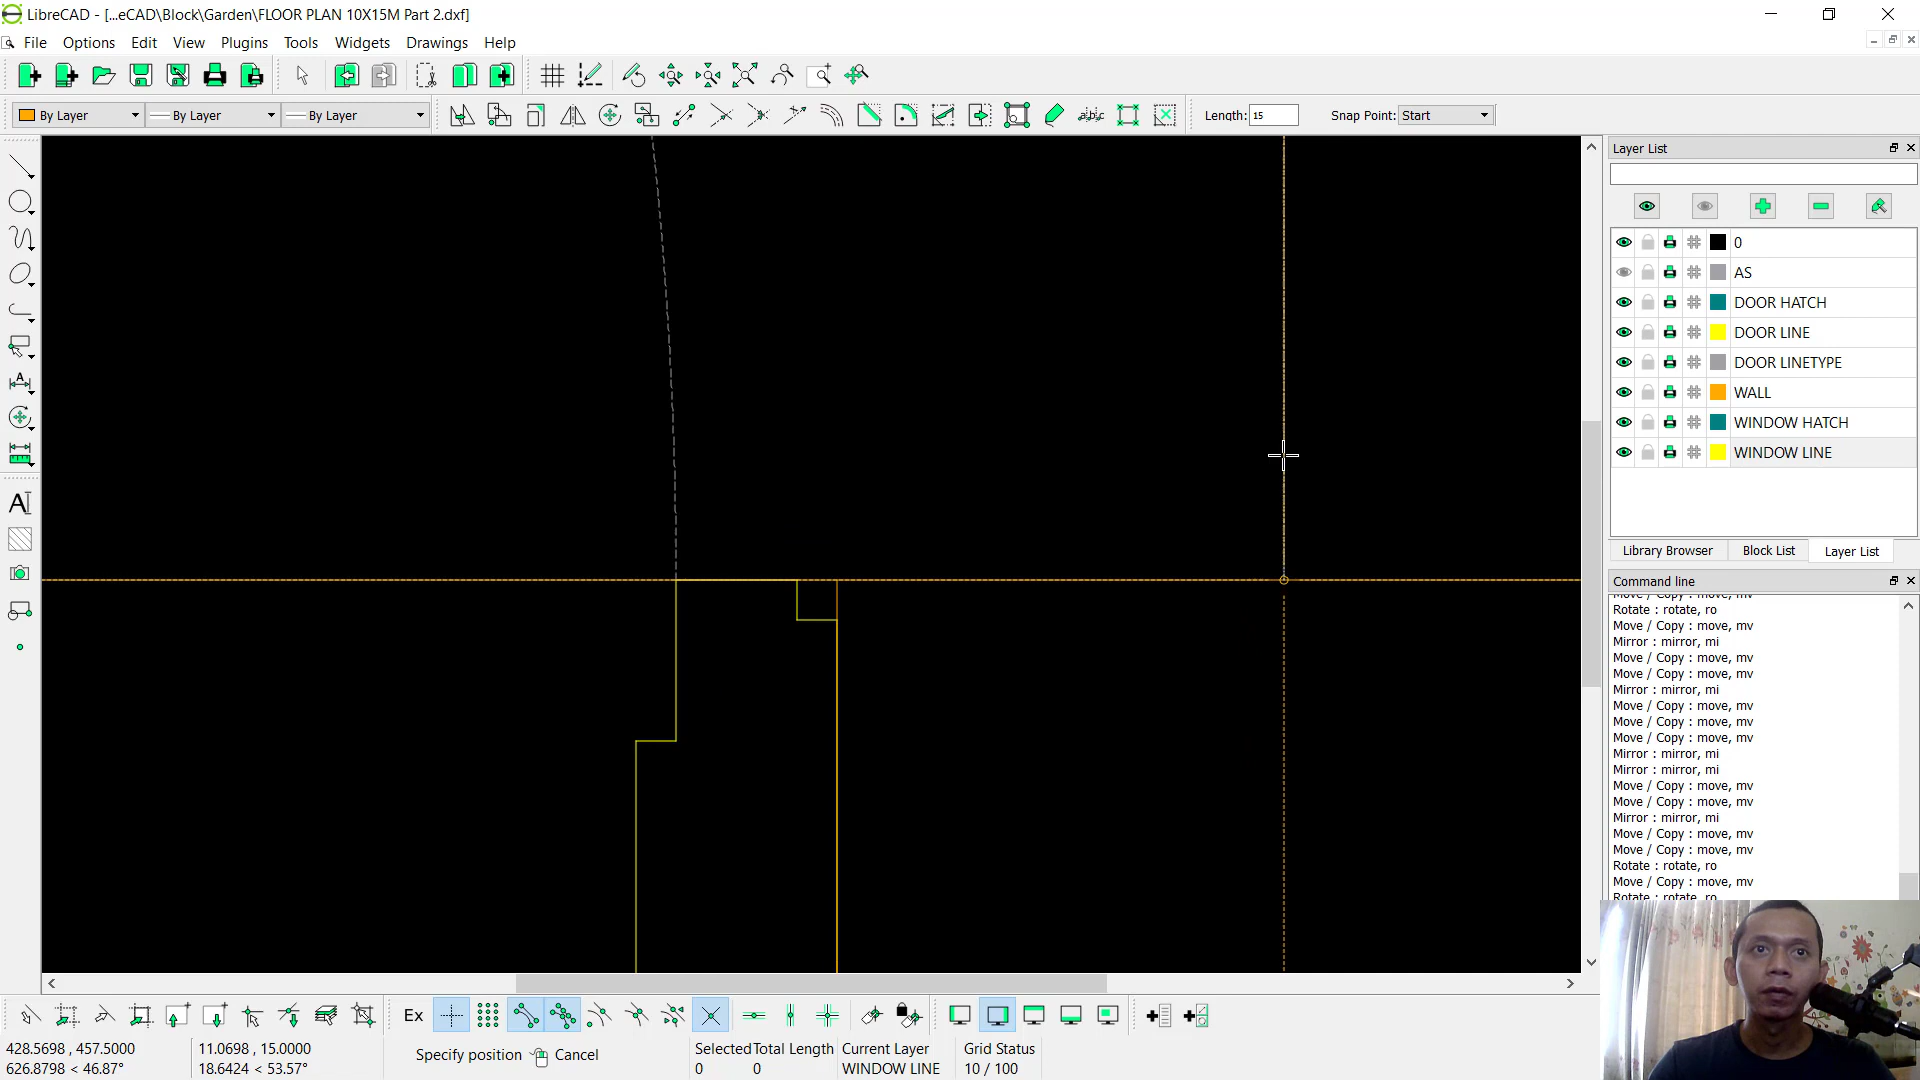 LibreCAD - [...eCAD\Block\Garden\FLOOR PLAN 10X15M Part 2.dxf]
File Options Edit View Plugins Tools Widgets Drawings Help
By Layer By Layer By Layer Length: 15 Snap Point: Start
Layer List
0
AS
DOOR HATCH
DOOR LINE
DOOR LINETYPE
WALL
WINDOW HATCH
WINDOW LINE
Library Browser Block List Layer List
Command line
Move / Copy : move, mv
Rotate : rotate, ro
Move / Copy : move, mv
Mirror : mirror, mi
Move / Copy : move, mv
Move / Copy : move, mv
Mirror : mirror, mi
Move / Copy : move, mv
Move / Copy : move, mv
Move / Copy : move, mv
Mirror : mirror, mi
Mirror : mirror, mi
Move / Copy : move, mv
Move / Copy : move, mv
Mirror : mirror, mi
Move / Copy : move, mv
Move / Copy : move, mv
Rotate : rotate, ro
Move / Copy : move, mv
Rotate : rotate, ro
Ex
428.5698 , 457.5000
626.8798 < 46.87°
11.0698 , 15.0000
18.6424 < 53.57°
Specify position Cancel
Selected Total Length
0 0
Current Layer
WINDOW LINE
Grid Status
10 / 100